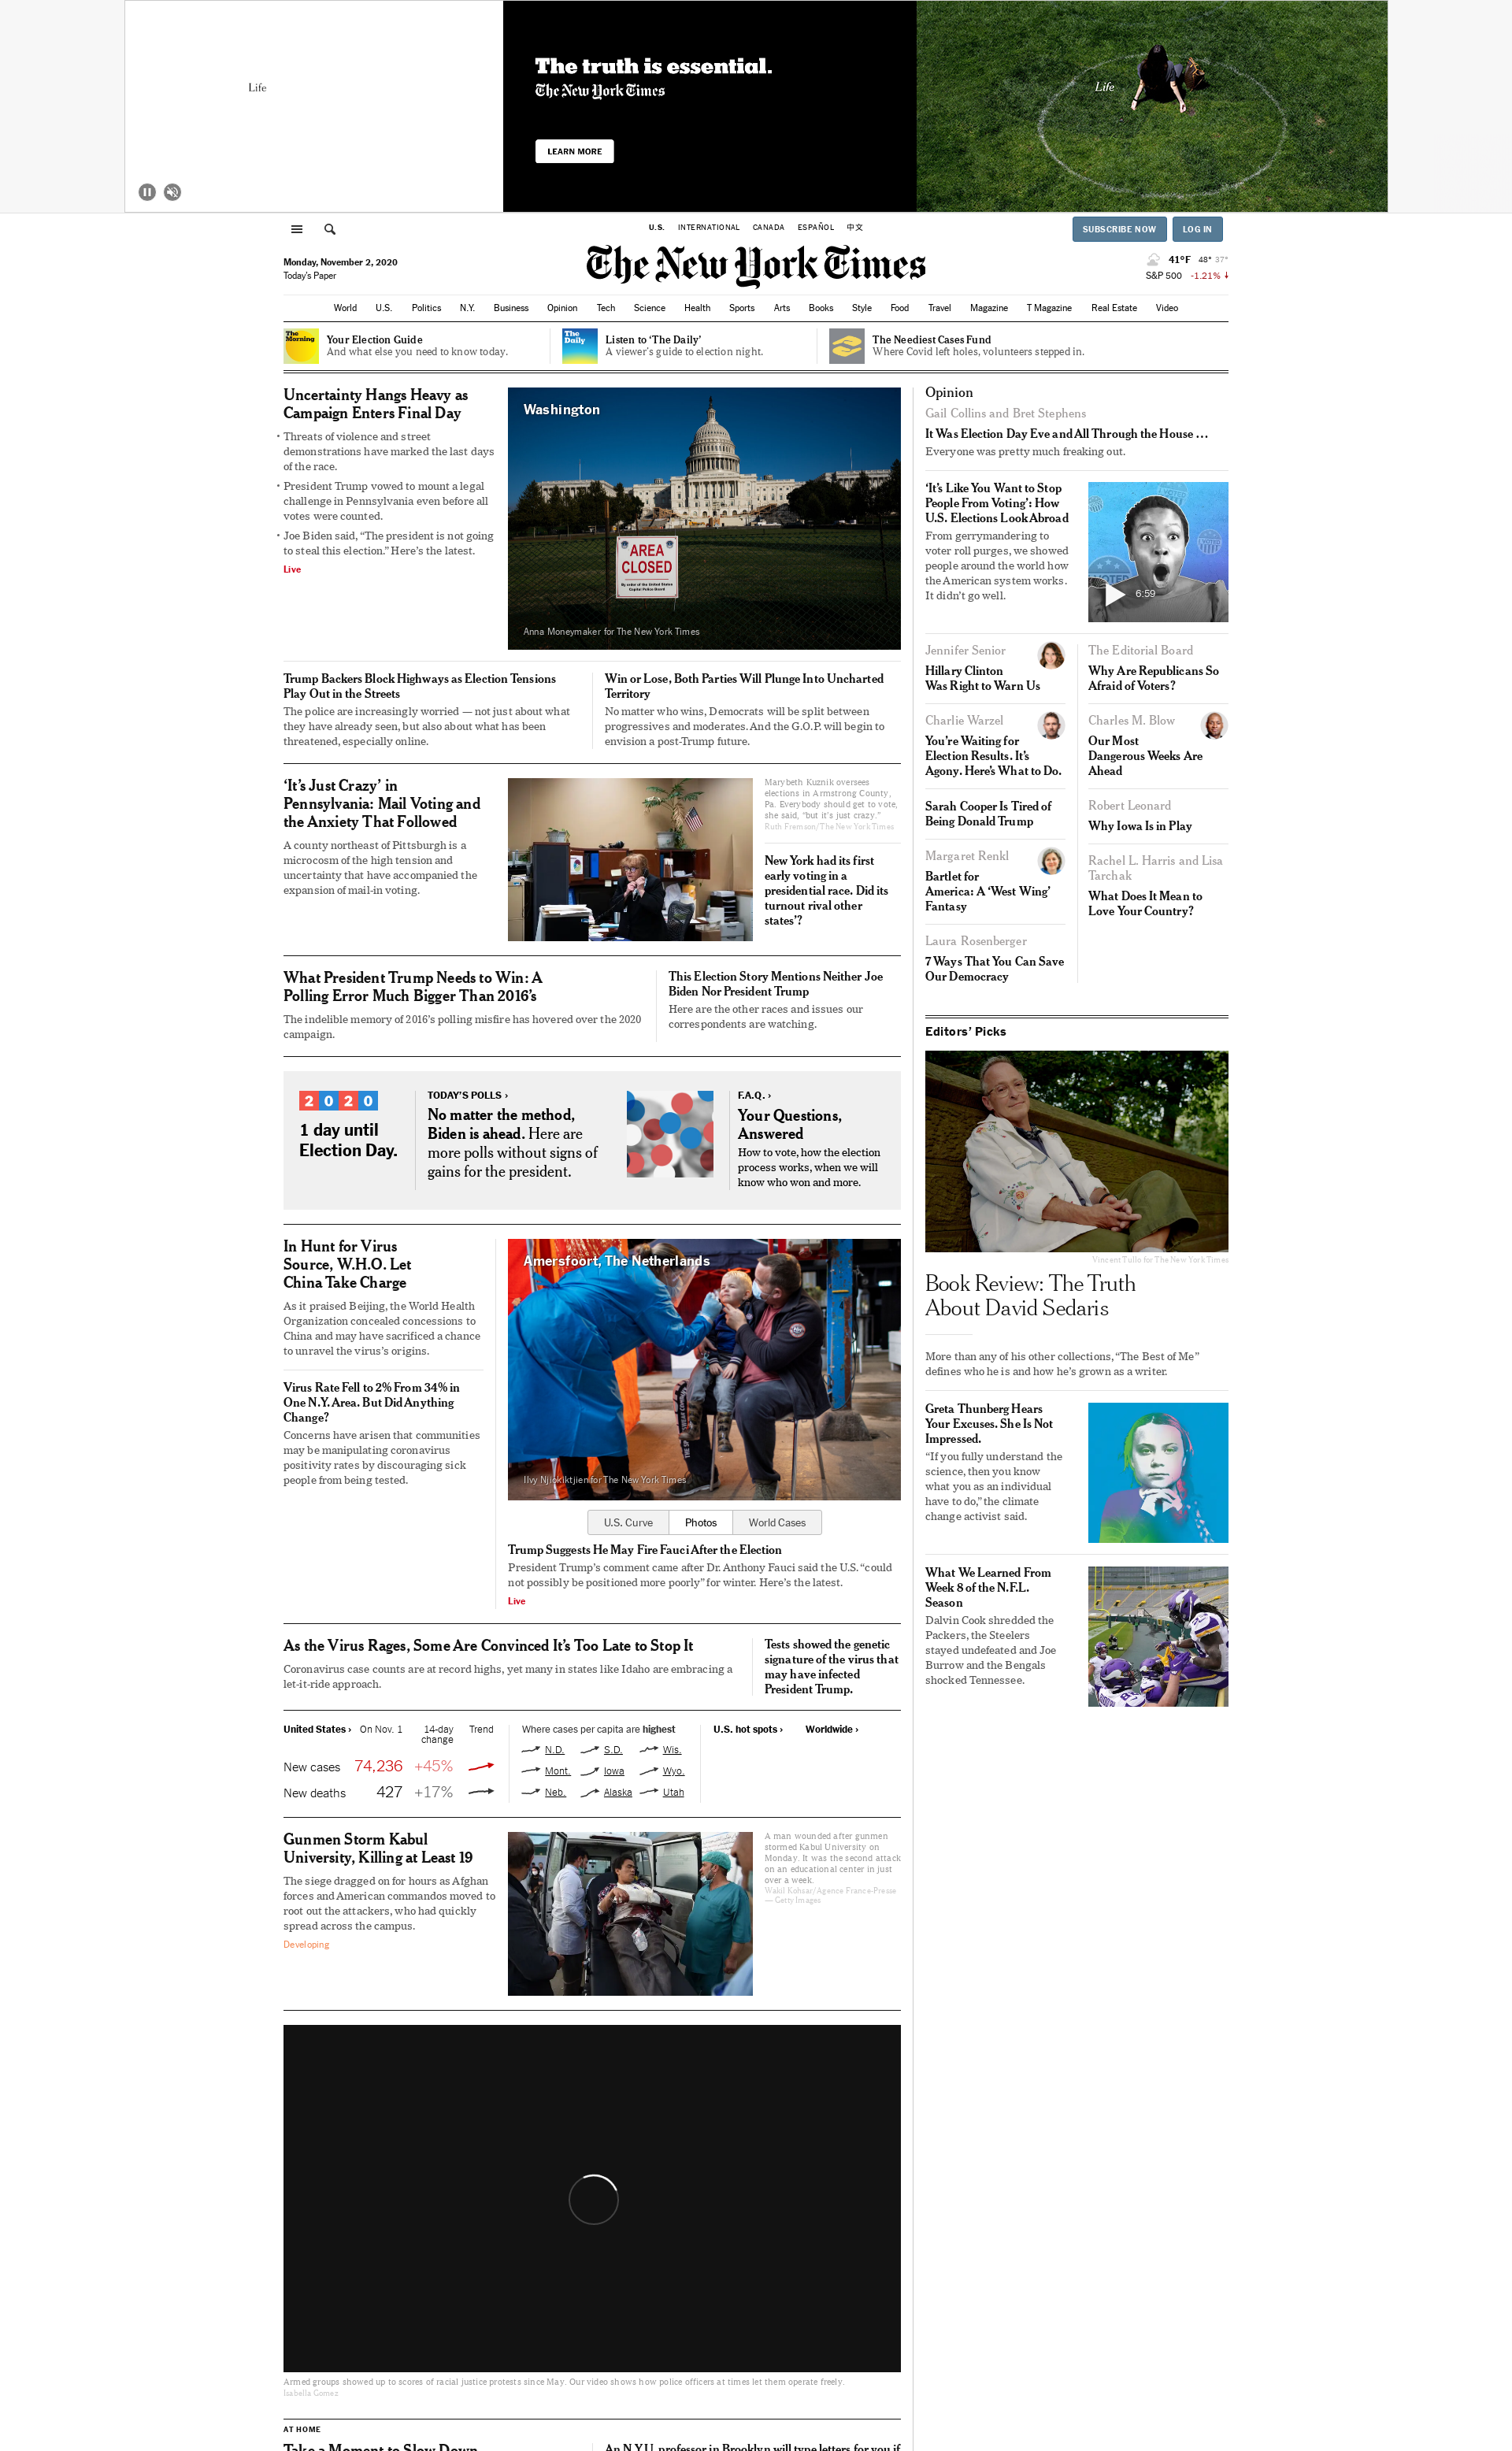 Life
The truth is essential.
The New York Times
LEARN MORE
Life
U.S. INTERNATIONAL CANADA ESPAÑOL 中文
SUBSCRIBE NOW LOG IN
Monday, November 2, 2020
Today's Paper
The New York Times
41°F 48° 37°
S&P 500 -1.21%
World U.S. Politics N.Y. Business Opinion Tech Science Health Sports Arts Books Style Food Travel Magazine T Magazine Real Estate Video
The
Morning
Your Election Guide
And what else you need to know today.
The
Daily
Listen to ‘The Daily’
A viewer's guide to election night.
The Neediest Cases Fund
Where Covid left holes, volunteers stepped in.
Uncertainty Hangs Heavy as
Campaign Enters Final Day
• Threats of violence and street
demonstrations have marked the last days
of the race.
• President Trump vowed to mount a legal
challenge in Pennsylvania even before all
votes were counted.
• Joe Biden said, “The president is not going
to steal this election.” Here's the latest.
Live
Washington
AREA
CLOSED
By order of the United States
Capitol Police Board
Anna Moneymaker for The New York Times
Trump Backers Block Highways as Election Tensions
Play Out in the Streets
The police are increasingly worried — not just about what
they have already seen, but also about what has been
threatened, especially online.
Win or Lose, Both Parties Will Plunge Into Uncharted
Territory
No matter who wins, Democrats will be split between
progressives and moderates. And the G.O.P. will begin to
envision a post-Trump future.
‘It’s Just Crazy’ in
Pennsylvania: Mail Voting and
the Anxiety That Followed
A county northeast of Pittsburgh is a
microcosm of the high tension and
uncertainty that have accompanied the
expansion of mail-in voting.
Marybeth Kuznik oversees
elections in Armstrong County,
Pa. Everybody should get to vote,
she said, “but it's just crazy.”
Ruth Fremson/The New York Times
New York had its first
early voting in a
presidential race. Did its
turnout rival other
states’?
What President Trump Needs to Win: A
Polling Error Much Bigger Than 2016’s
The indelible memory of 2016’s polling misfire has hovered over the 2020
campaign.
This Election Story Mentions Neither Joe
Biden Nor President Trump
Here are the other races and issues our
correspondents are watching.
2020
1 day until
Election Day.
TODAY’S POLLS ›
No matter the method,
Biden is ahead. Here are
more polls without signs of
gains for the president.
F.A.Q. ›
Your Questions,
Answered
How to vote, how the election
process works, when we will
know who won and more.
In Hunt for Virus
Source, W.H.O. Let
China Take Charge
As it praised Beijing, the World Health
Organization concealed concessions to
China and may have sacrificed a chance
to unravel the virus’s origins.
Virus Rate Fell to 2% From 34% in
One N.Y. Area. But Did Anything
Change?
Concerns have arisen that communities
may be manipulating coronavirus
positivity rates by discouraging sick
people from being tested.
Amersfoort, The Netherlands
Ilvy Njiokiktjien for The New York Times
U.S. Curve Photos World Cases
Trump Suggests He May Fire Fauci After the Election
President Trump’s comment came after Dr. Anthony Fauci said the U.S. “could
not possibly be positioned more poorly” for winter. Here’s the latest.
Live
As the Virus Rages, Some Are Convinced It’s Too Late to Stop It
Coronavirus case counts are at record highs, yet many in states like Idaho are embracing a
let-it-ride approach.
Tests showed the genetic
signature of the virus that
may have infected
President Trump.
United States › On Nov. 1 14-day
change Trend
New cases 74,236 +45%
New deaths 427 +17%
Where cases per capita are highest
N.D. S.D. Wis.
Mont. Iowa Wyo.
Neb. Alaska Utah
U.S. hot spots › Worldwide ›
Gunmen Storm Kabul
University, Killing at Least 19
The siege dragged on for hours as Afghan
forces and American commandos moved to
root out the attackers, who had quickly
spread across the campus.
Developing
A man wounded after gunmen
stormed Kabul University on
Monday. It was the second attack
on an educational center in just
over a week.
Wakil Kohsar/Agence France-Presse
— Getty Images
Armed groups showed up to scores of racial justice protests since May. Our video shows how police officers at times let them operate freely.
Isabella Gomez
AT HOME
Take a Moment to Slow Down
An N.Y.U. professor in Brooklyn will type letters for you if
Opinion
Gail Collins and Bret Stephens
It Was Election Day Eve and All Through the House …
Everyone was pretty much freaking out.
‘It’s Like You Want to Stop
People From Voting’: How
U.S. Elections Look Abroad
From gerrymandering to
voter roll purges, we showed
people around the world how
the American system works.
It didn’t go well.
VOTED
6:59
Jennifer Senior
Hillary Clinton
Was Right to Warn Us
The Editorial Board
Why Are Republicans So
Afraid of Voters?
Charlie Warzel
You’re Waiting for
Election Results. It’s
Agony. Here’s What to Do.
Charles M. Blow
Our Most
Dangerous Weeks Are
Ahead
Sarah Cooper Is Tired of
Being Donald Trump
Robert Leonard
Why Iowa Is in Play
Margaret Renkl
Bartlet for
America: A ‘West Wing’
Fantasy
Rachel L. Harris and Lisa
Tarchak
What Does It Mean to
Love Your Country?
Laura Rosenberger
7 Ways That You Can Save
Our Democracy
Editors’ Picks
Vincent Tullo for The New York Times
Book Review: The Truth
About David Sedaris
More than any of his other collections, “The Best of Me”
defines who he is and how he’s grown as a writer.
Greta Thunberg Hears
Your Excuses. She Is Not
Impressed.
“If you fully understand the
science, then you know
what you as an individual
have to do,” the climate
change activist said.
What We Learned From
Week 8 of the N.F.L.
Season
Dalvin Cook shredded the
Packers, the Steelers
stayed undefeated and Joe
Burrow and the Bengals
shocked Tennessee.